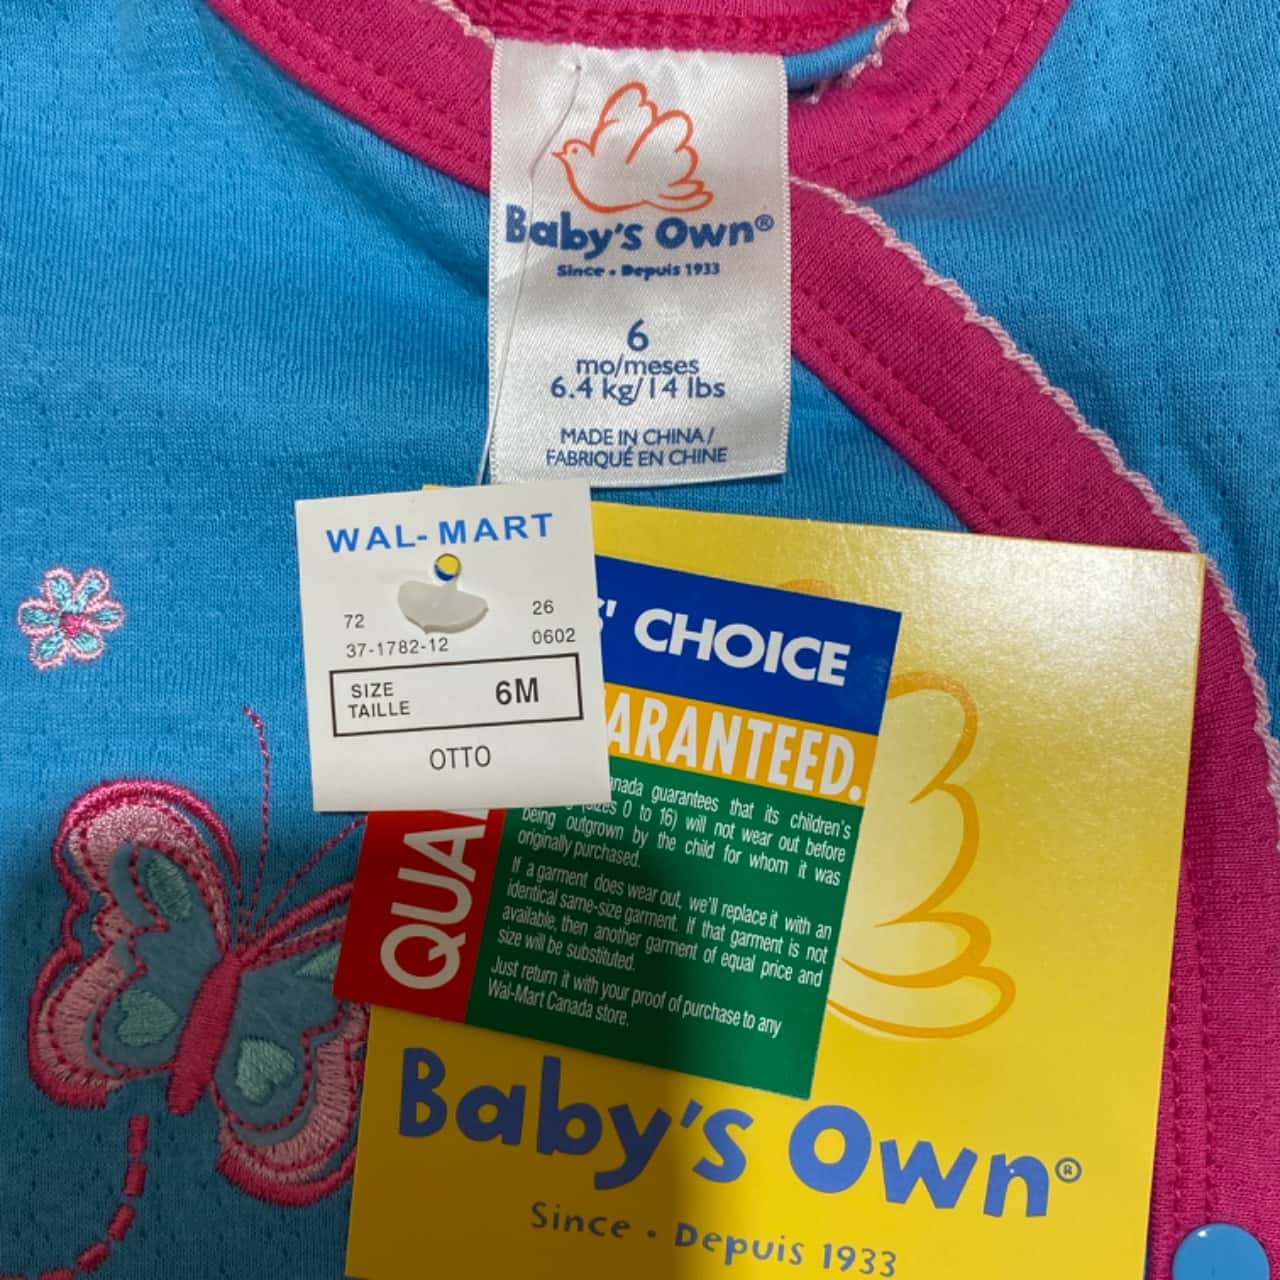 Baby's Own®
Since • Depuis 1933
6
mo/meses
6.4 kg/14 lbs
MADE IN CHINA /
FABRIQUÉ EN CHINE
WAL-MART
72 26
37-1782-12 0602
SIZE
TAILLE 6M
OTTO
CHOICE
GUARANTEED.
guarantees that its children's
0 to 16) will not wear out before
being outgrown by the child for whom it was
originally purchased.
If a garment does wear out, we'll replace it with an
identical same-size garment. If that garment is not
available, then another garment of equal price and
size will be substituted.
Just return it with your proof of purchase to any
Wal-Mart Canada store.
Baby's Own®
Since • Depuis 1933